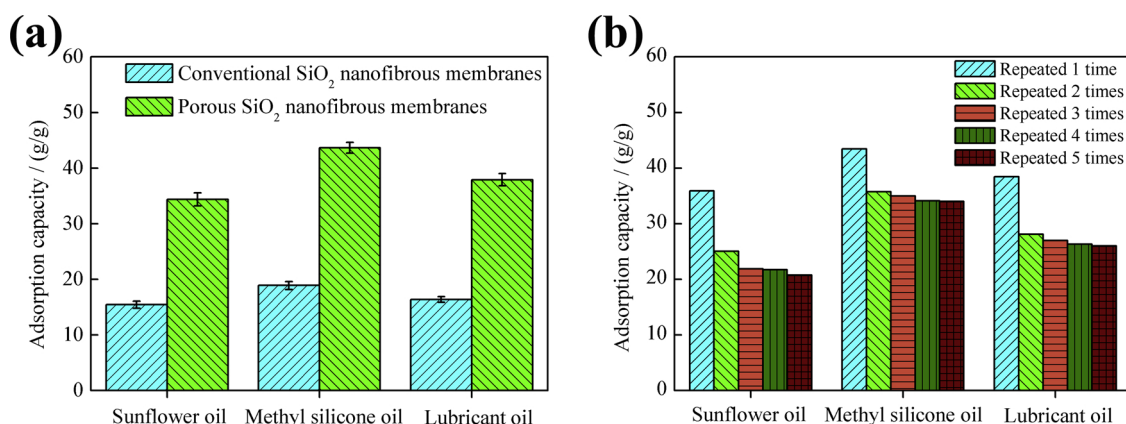 (a)
60
50
40
30
20
10
0
Adsorption capacity / (g/g)
Conventional SiO2 nanofibrous membranes
Porous SiO2 nanofibrous membranes
Sunflower oil Methyl silicone oil Lubricant oil
(b)
60
50
40
30
20
10
0
Adsorption capacity / (g/g)
Repeated 1 time
Repeated 2 times
Repeated 3 times
Repeated 4 times
Repeated 5 times
Sunflower oil Methyl silicone oil Lubricant oil